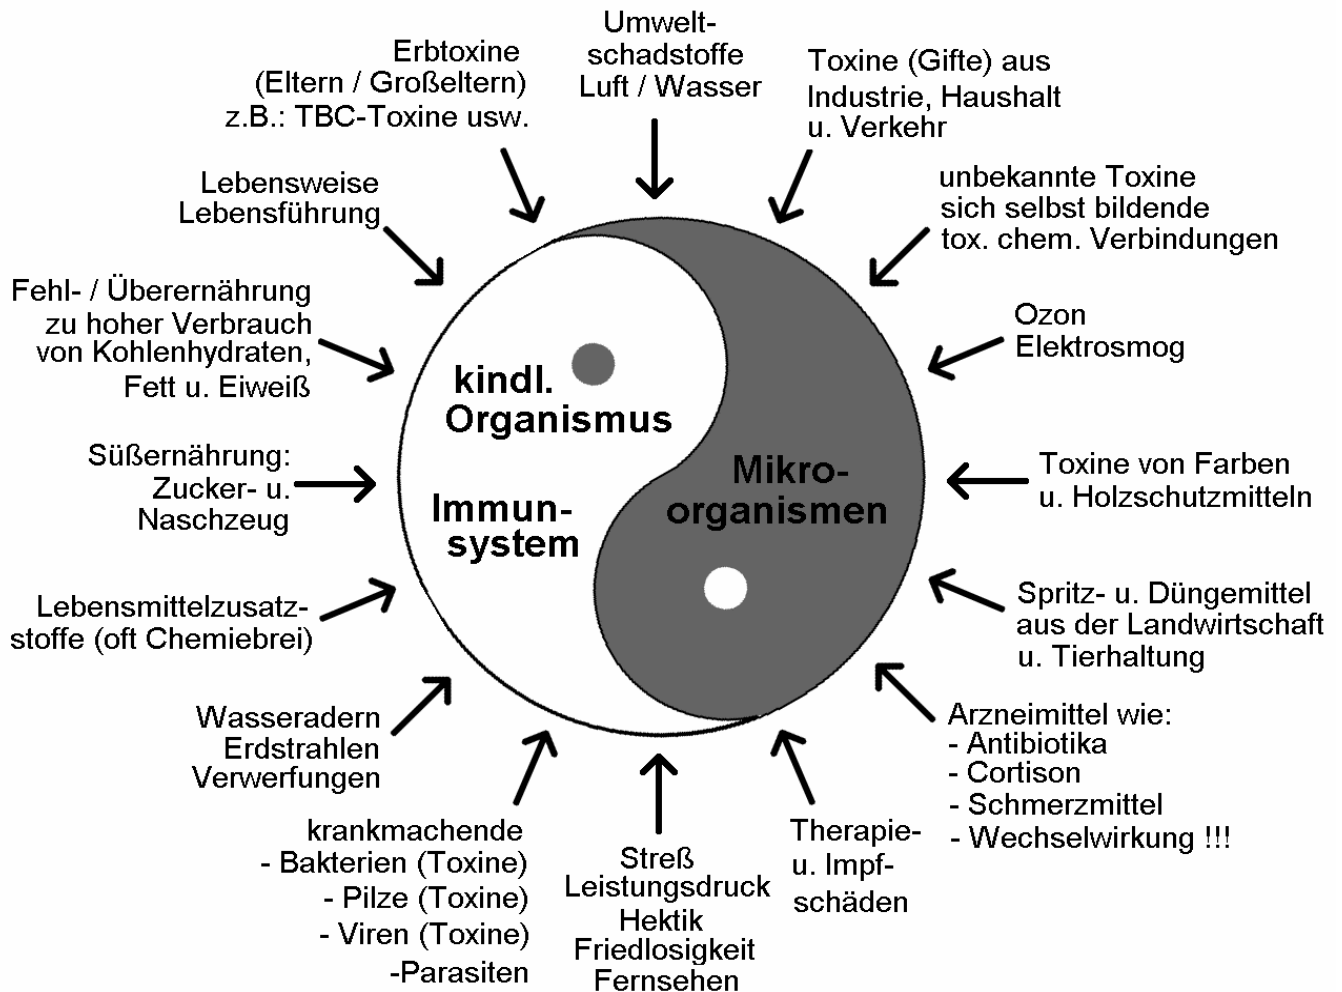 Umwelt-
schadstoffe
Luft / Wasser
Toxine (Gifte) aus
Industrie, Haushalt
u. Verkehr
unbekannte Toxine
sich selbst bildende
tox. chem. Verbindungen
Ozon
Elektrosmog
Toxine von Farben
u. Holzschutzmitteln
Spritz- u. Düngemittel
aus der Landwirtschaft
u. Tierhaltung
Arzneimittel wie:
- Antibiotika
- Cortison
- Schmerzmittel
- Wechselwirkung !!!
Therapie-
u. Impf-
schäden
Streß
Leistungsdruck
Hektik
Friedlosigkeit
Fernsehen
krankmachende
- Bakterien (Toxine)
- Pilze (Toxine)
- Viren (Toxine)
-Parasiten
Wasseradern
Erdstrahlen
Verwerfungen
Lebensmittelzusatz-
stoffe (oft Chemiebrei)
Süßernährung:
Zucker- u.
Naschzeug
Fehl- / Überernährung
zu hoher Verbrauch
von Kohlenhydraten,
Fett u. Eiweiß
Lebensweise
Lebensführung
Erbtoxine
(Eltern / Großeltern)
z.B.: TBC-Toxine usw.
kindl.
Organismus
Immun-
system
Mikro-
organismen